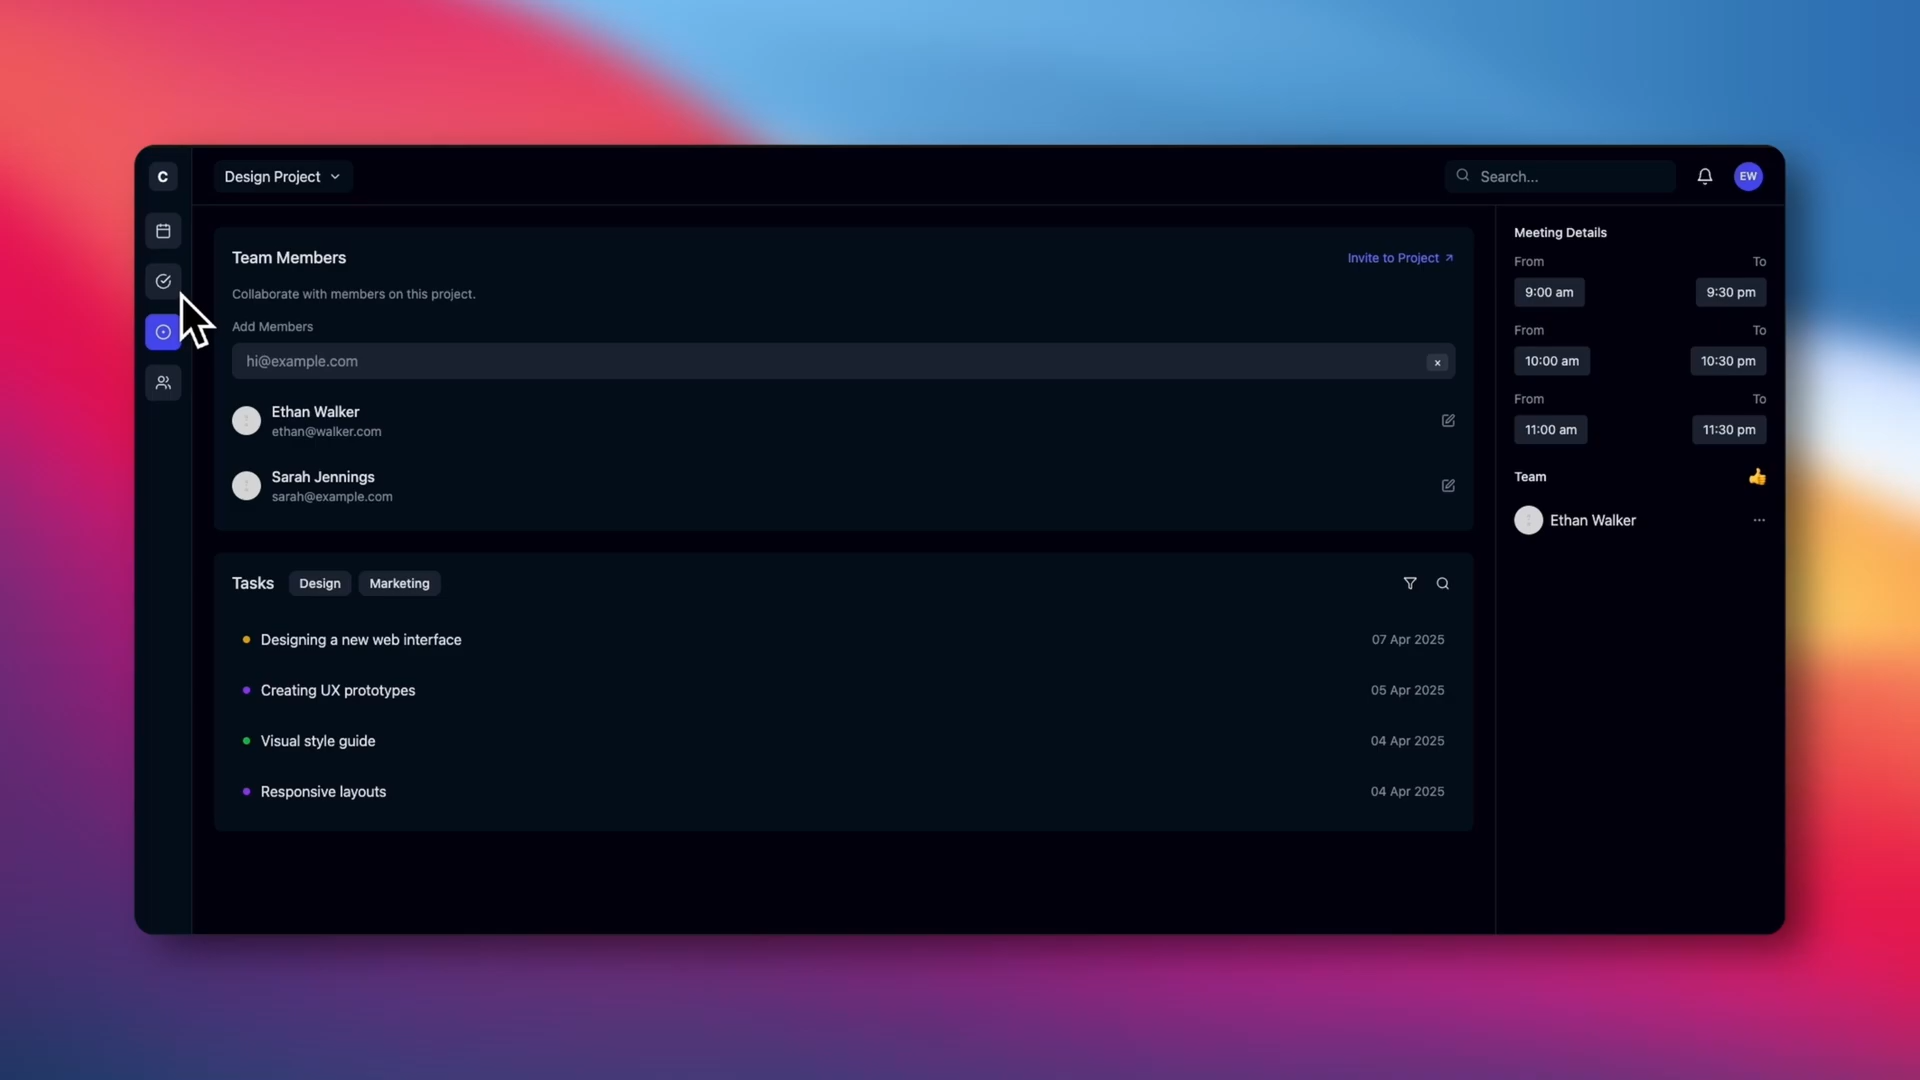 C
Design Project
Search...
EW
Team Members
Invite to Project
Collaborate with members on this project.
Add Members
hi@example.com
x
Ethan Walker
ethan@walker.com
Sarah Jennings
sarah@example.com
Tasks
Design
Marketing
Designing a new web interface
07 Apr 2025
Creating UX prototypes
05 Apr 2025
Visual style guide
04 Apr 2025
Responsive layouts
04 Apr 2025
Meeting Details
From
To
9:00 am
9:30 pm
From
To
10:00 am
10:30 pm
From
To
11:00 am
11:30 pm
Team
Ethan Walker